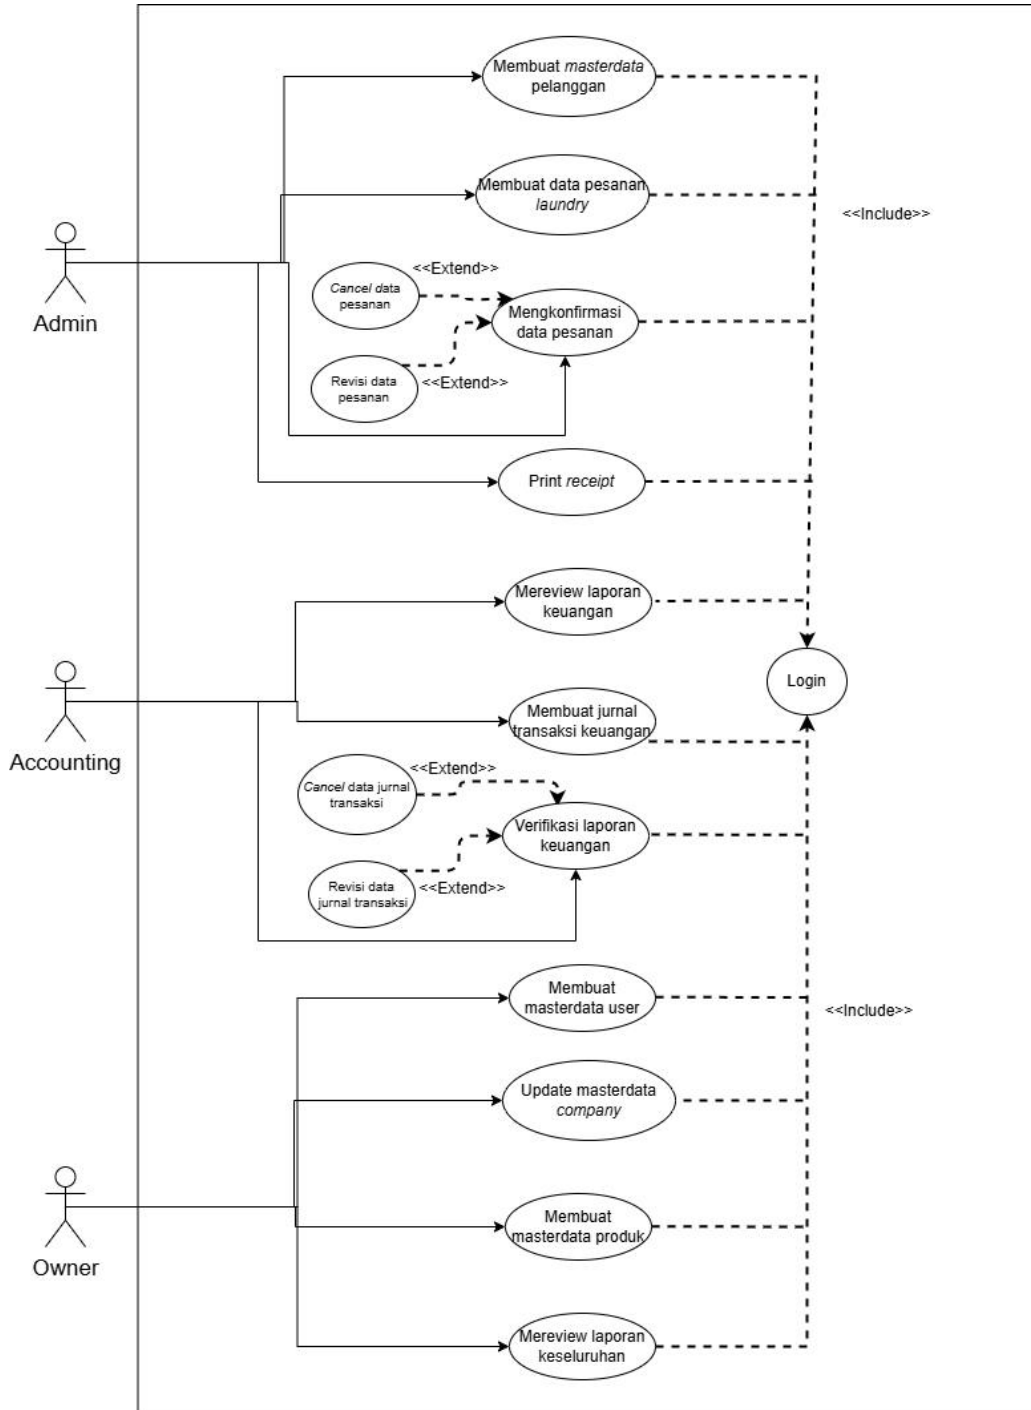 Membuat masterdata
pelanggan
Membuat data pesanan
laundry
<<Include>>
Admin
<<Extend>>
Cancel data
pesanan
Mengkonfirmasi
data pesanan
Revisi data
pesanan
<<Extend>>
Print receipt
Mereview laporan
keuangan
Login
Accounting
Membuat jurnal
transaksi keuangan
<<Extend>>
Cancel data jurnal
transaksi
Verifikasi laporan
keuangan
Revisi data
jurnal transaksi
<<Extend>>
Membuat
masterdata user
<<Include>>
Update masterdata
company
Owner
Membuat
masterdata produk
Mereview laporan
keseluruhan